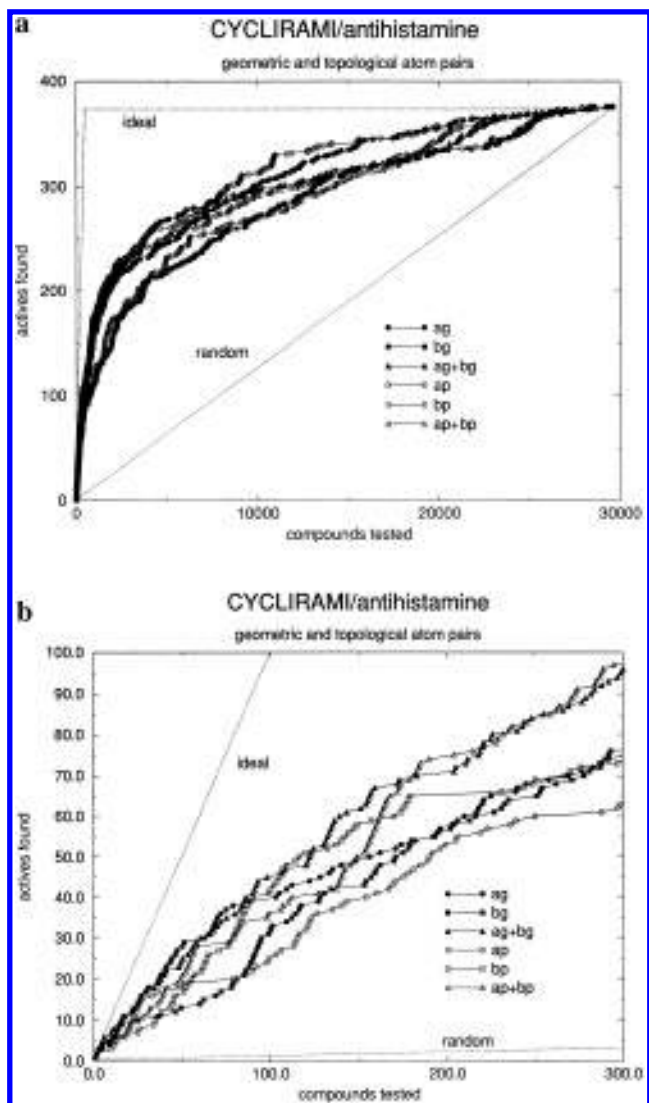 a
CYCLIRAMI/antihistamine
geometric and topological atom pairs
400
ideal
300
actives found
200
random
100
0
ag
bg
ag+bg
ap
bp
ap+bp
0
10000
20000
30000
compounds tested
b
CYCLIRAMI/antihistamine
geometric and topological atom pairs
100.0
90.0
80.0
ideal
70.0
60.0
actives found
50.0
40.0
30.0
20.0
10.0
0.0
ag
bg
ag+bg
ap
bp
ap+bp
random
0.0
100.0
200.0
300.0
compounds tested